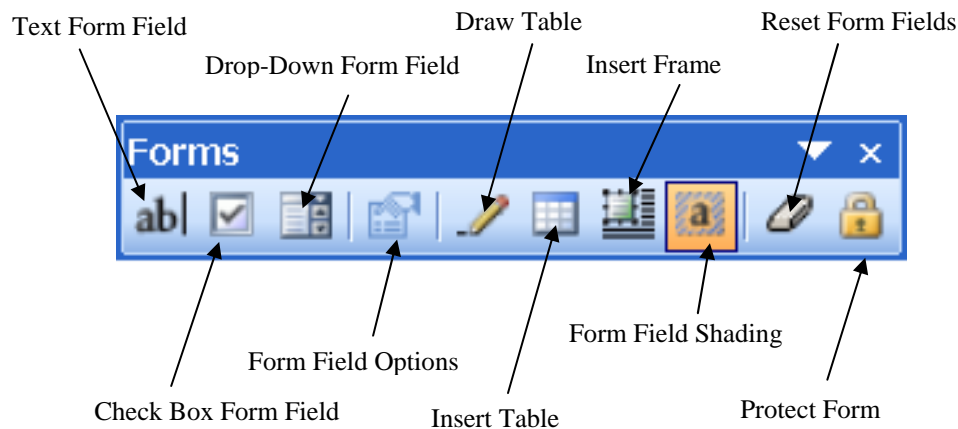 Text Form Field
Draw Table
Reset Form Fields
Drop-Down Form Field
Insert Frame
Forms
ab
a
Form Field Shading
Form Field Options
Check Box Form Field
Insert Table
Protect Form